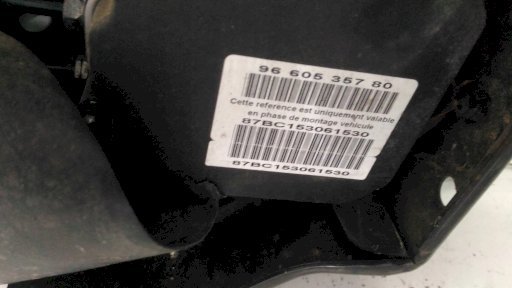 96 605 357 80
Cette reference est uniquement valable
en phase de montage vehicule
87BC153061530
87BC153061530